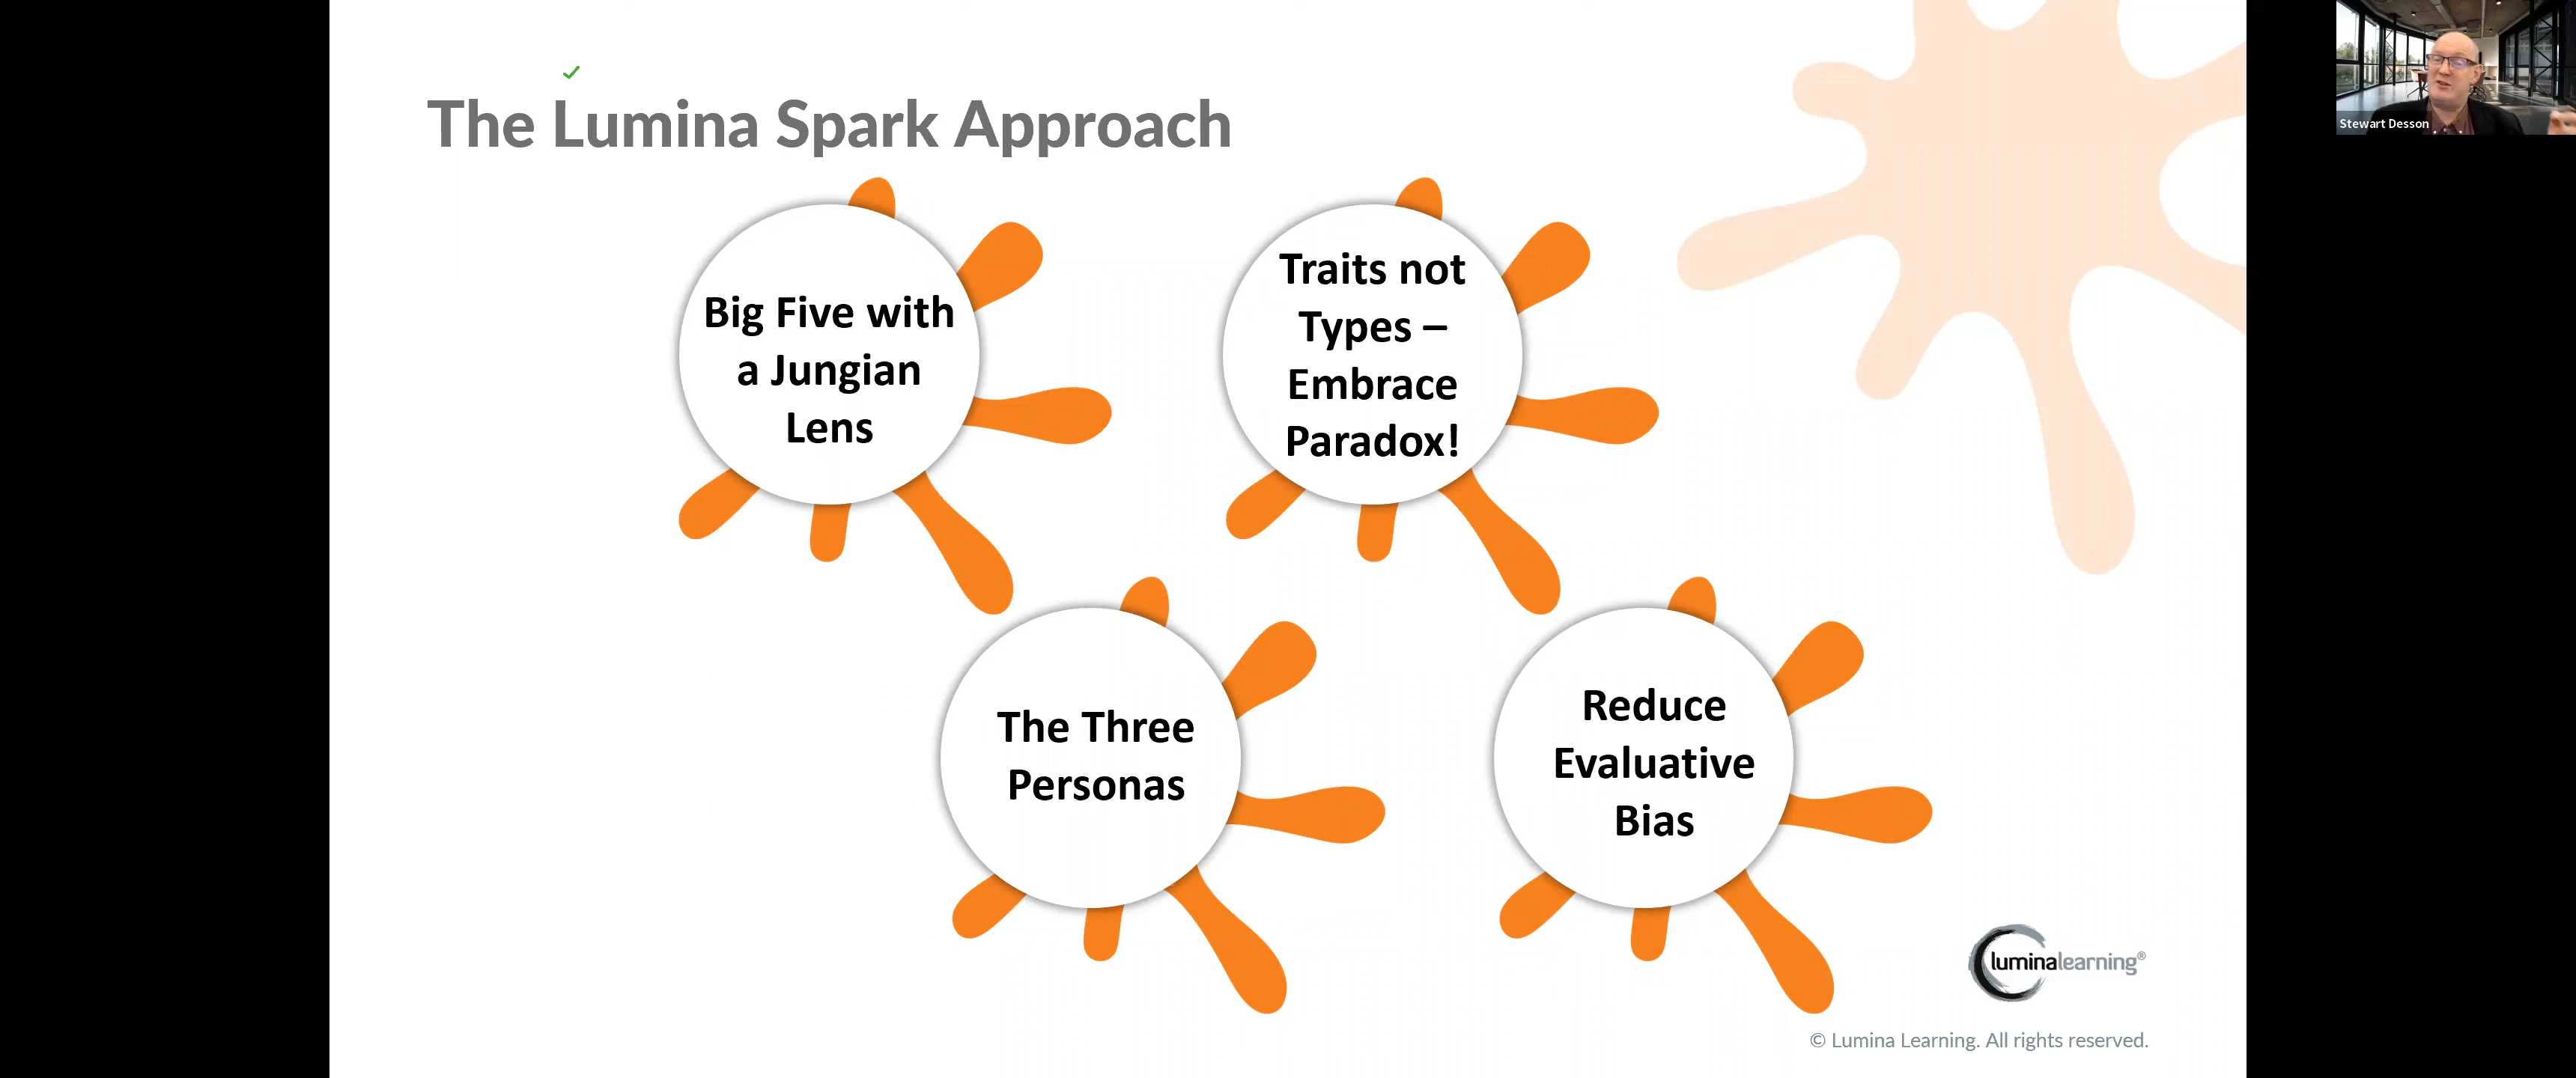 The Lumina Spark Approach
Stewart Desson
Big Five with
a Jungian
Lens
Traits not
Types –
Embrace
Paradox!
The Three
Personas
Reduce
Evaluative
Bias
luminalearning®
© Lumina Learning. All rights reserved.